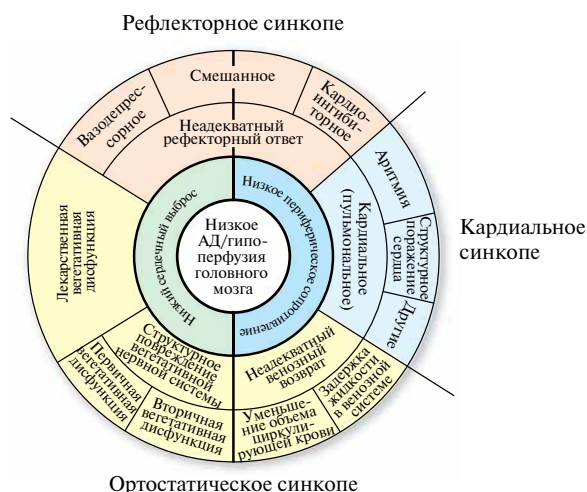 Рефлекторное синкопе
Вазодепрес-
сорное
Смешанное
Кардио-
ингиби-
торное
Неадекватный
рефекторный ответ
Аритмия
Структурное
поражение
сердца
Другие
Кардиальное
(пульмональное)
Кардиальное
синкопе
Низкий сердечный выброс
Низкое периферическое сопротивление
Низкое
АД/гипо-
перфузия
головного
мозга
Лекарственная
вегетативная
дисфункция
Структурное
повреждение
вегетативной
нервной системы
Первичная
вегетативная
дисфункция
Вторичная
вегетативная
дисфункция
Неадекватный
венозный
возврат
Уменьше-
ние объема
циркули-
рующей крови
Задержка
жидкости
в венозной
системе
Ортостатическое синкопе